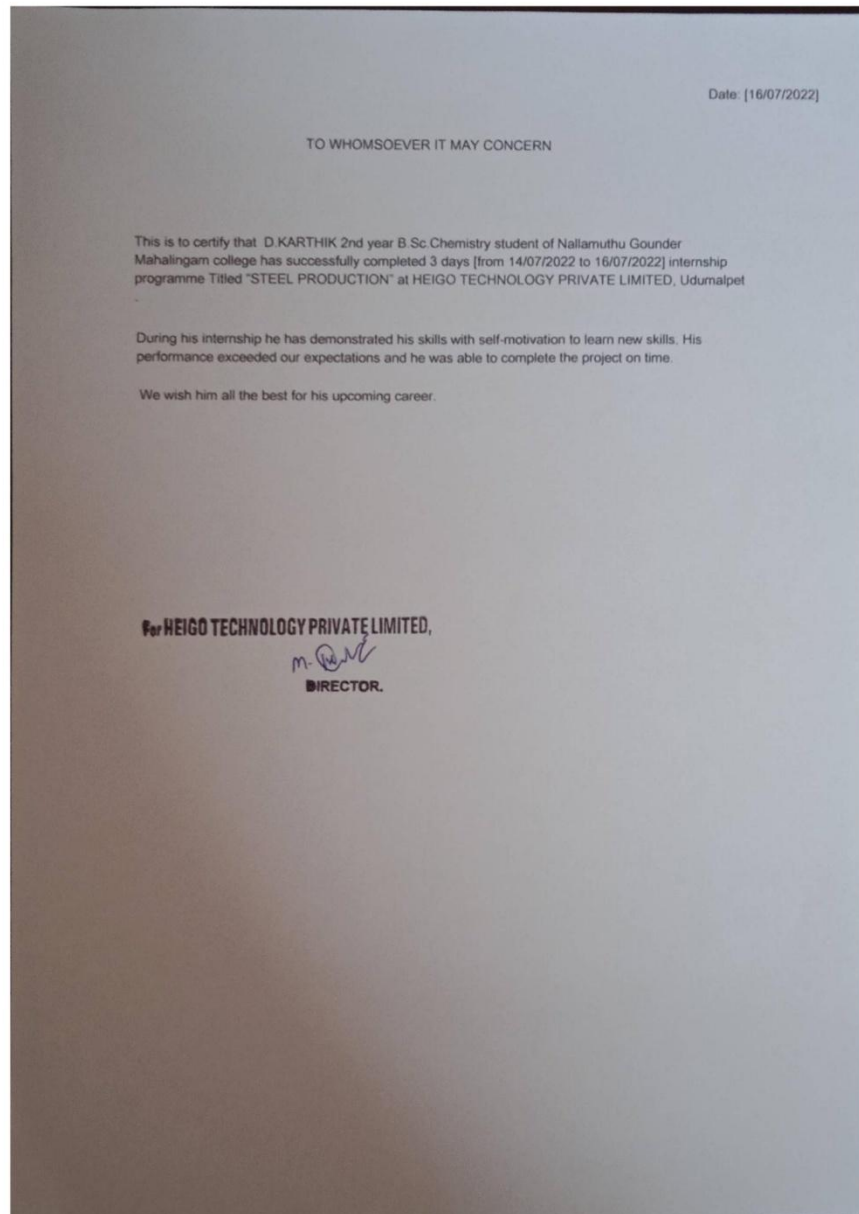 Date: [16/07/2022]
TO WHOMSOEVER IT MAY CONCERN
This is to certify that D.KARTHIK 2nd year B.Sc.Chemistry student of Nallamuthu Gounder
Mahalingam college has successfully completed 3 days [from 14/07/2022 to 16/07/2022] internship
programme Titled "STEEL PRODUCTION" at HEIGO TECHNOLOGY PRIVATE LIMITED, Udumalpet
.
During his internship he has demonstrated his skills with self-motivation to learn new skills. His
performance exceeded our expectations and he was able to complete the project on time.
We wish him all the best for his upcoming career.
For HEIGO TECHNOLOGY PRIVATE LIMITED,
M.
DIRECTOR.